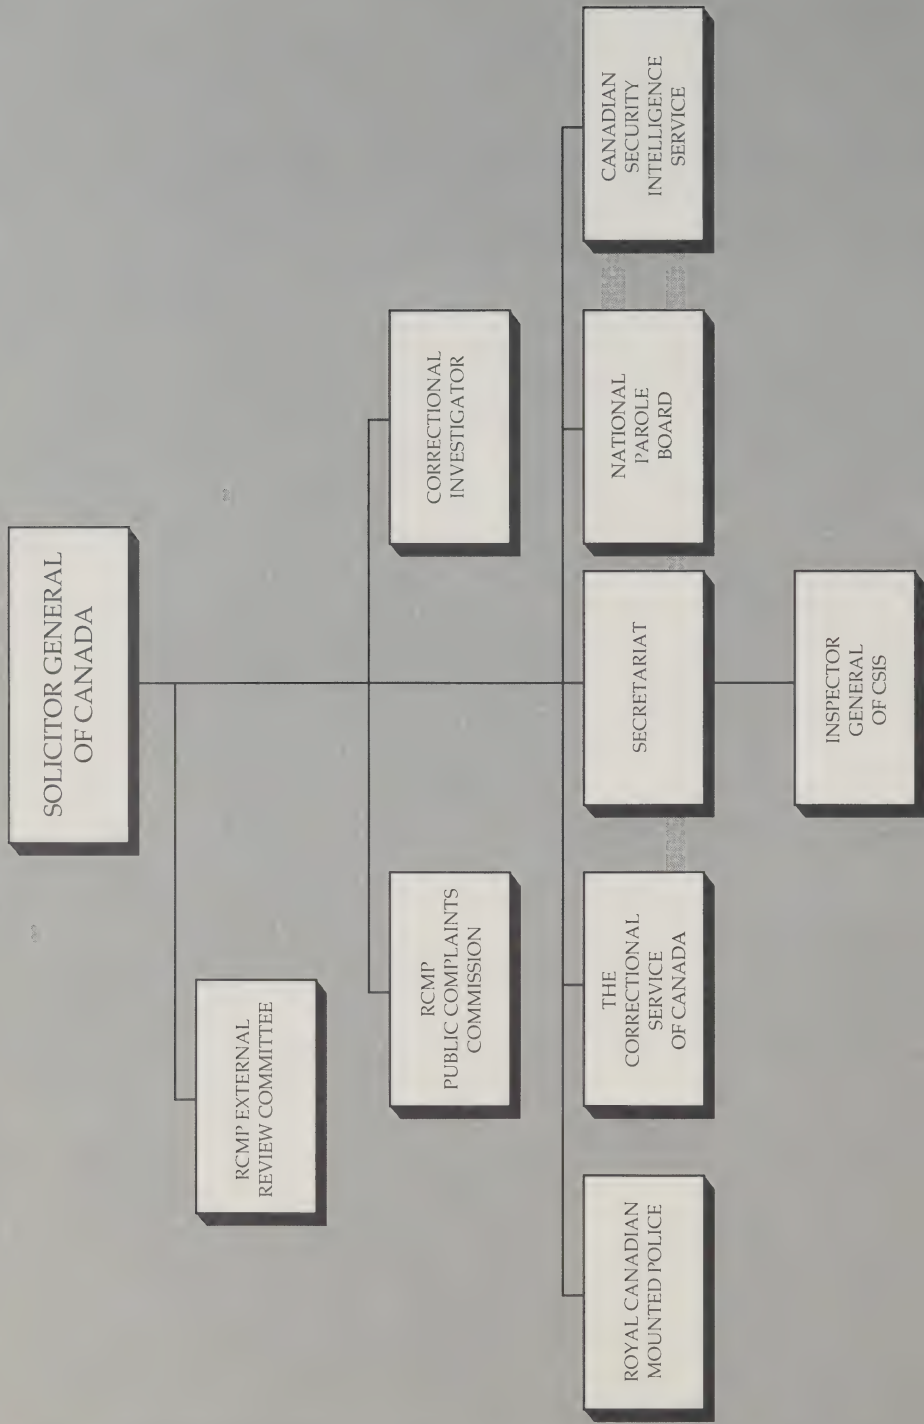 SOLICITOR GENERAL
OF CANADA
RCMP EXTERNAL
REVIEW COMMITTEE
RCMP
PUBLIC COMPLAINTS
COMMISSION
CORRECTIONAL
INVESTIGATOR
ROYAL CANADIAN
MOUNTED POLICE
THE
CORRECTIONAL
SERVICE
OF CANADA
SECRETARIAT
NATIONAL
PAROLE
BOARD
CANADIAN
SECURITY
INTELLIGENCE
SERVICE
INSPECTOR
GENERAL
OF CSIS